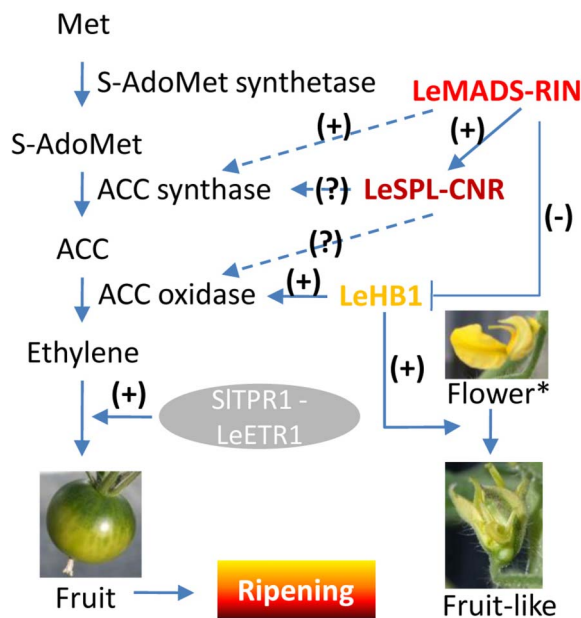 Met
S-AdoMet synthetase
LeMADS-RIN
(+)
(+)
S-AdoMet
ACC synthase
(?)
LeSPL-CNR
(-)
(?)
ACC
ACC oxidase
(+)
LeHB1
Ethylene
(+)
Flower*
(+)
SlTPR1 -
LeETR1
Fruit
Ripening
Fruit-like